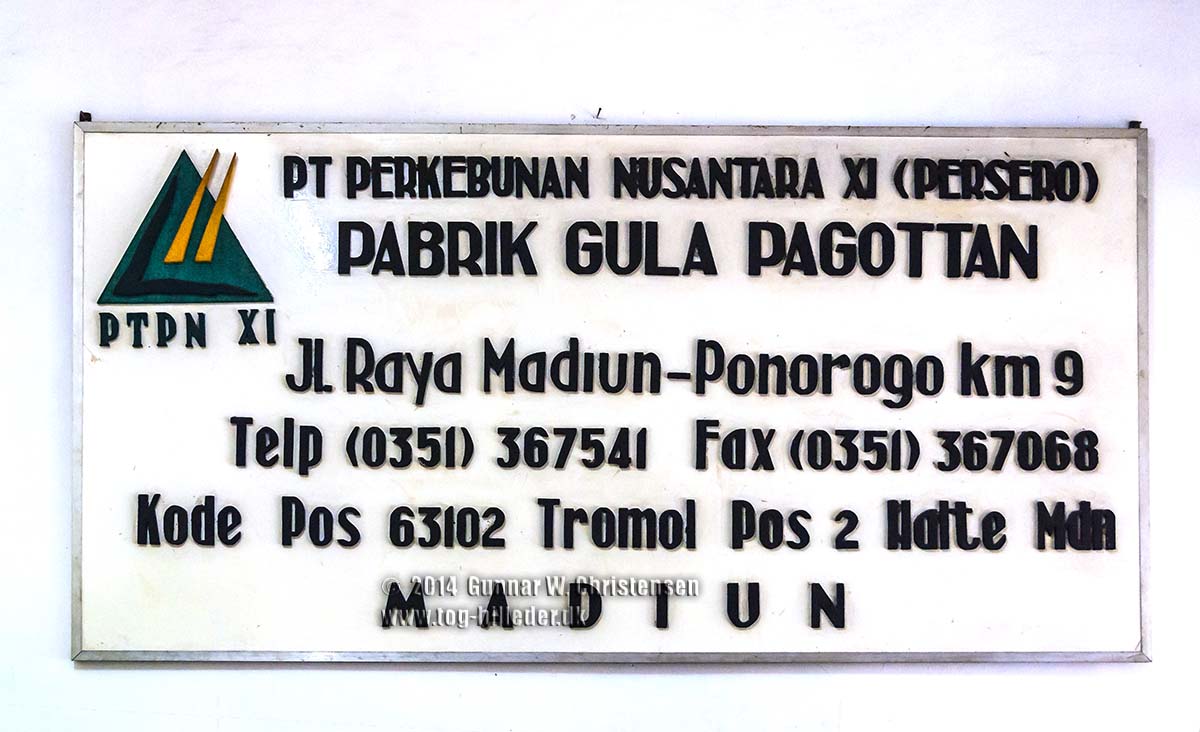 PT PERKEBUNAN NUSANTARA XI (PERSERO)
PABRIK GULA PAGOTTAN
PTPN XI
Jl. Raya Madiun-Ponorogo km 9
Telp (0351) 367541 Fax (0351) 367068
Kode Pos 63102 Tromol Pos 2 Halte Mdn
© 2014 Gunnar W. Christensen
MADIUN
www.tog-billeder.dk